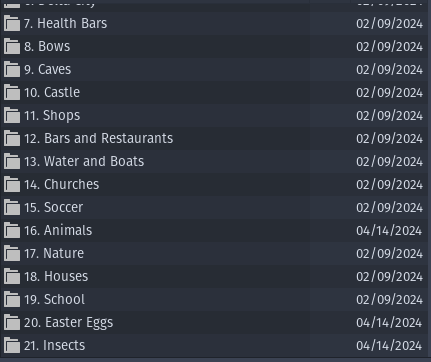 7. Health Bars 02/09/2024
8. Bows 02/09/2024
9. Caves 02/09/2024
10. Castle 02/09/2024
11. Shops 02/09/2024
12. Bars and Restaurants 02/09/2024
13. Water and Boats 02/09/2024
14. Churches 02/09/2024
15. Soccer 02/09/2024
16. Animals 04/14/2024
17. Nature 02/09/2024
18. Houses 02/09/2024
19. School 02/09/2024
20. Easter Eggs 04/14/2024
21. Insects 04/14/2024